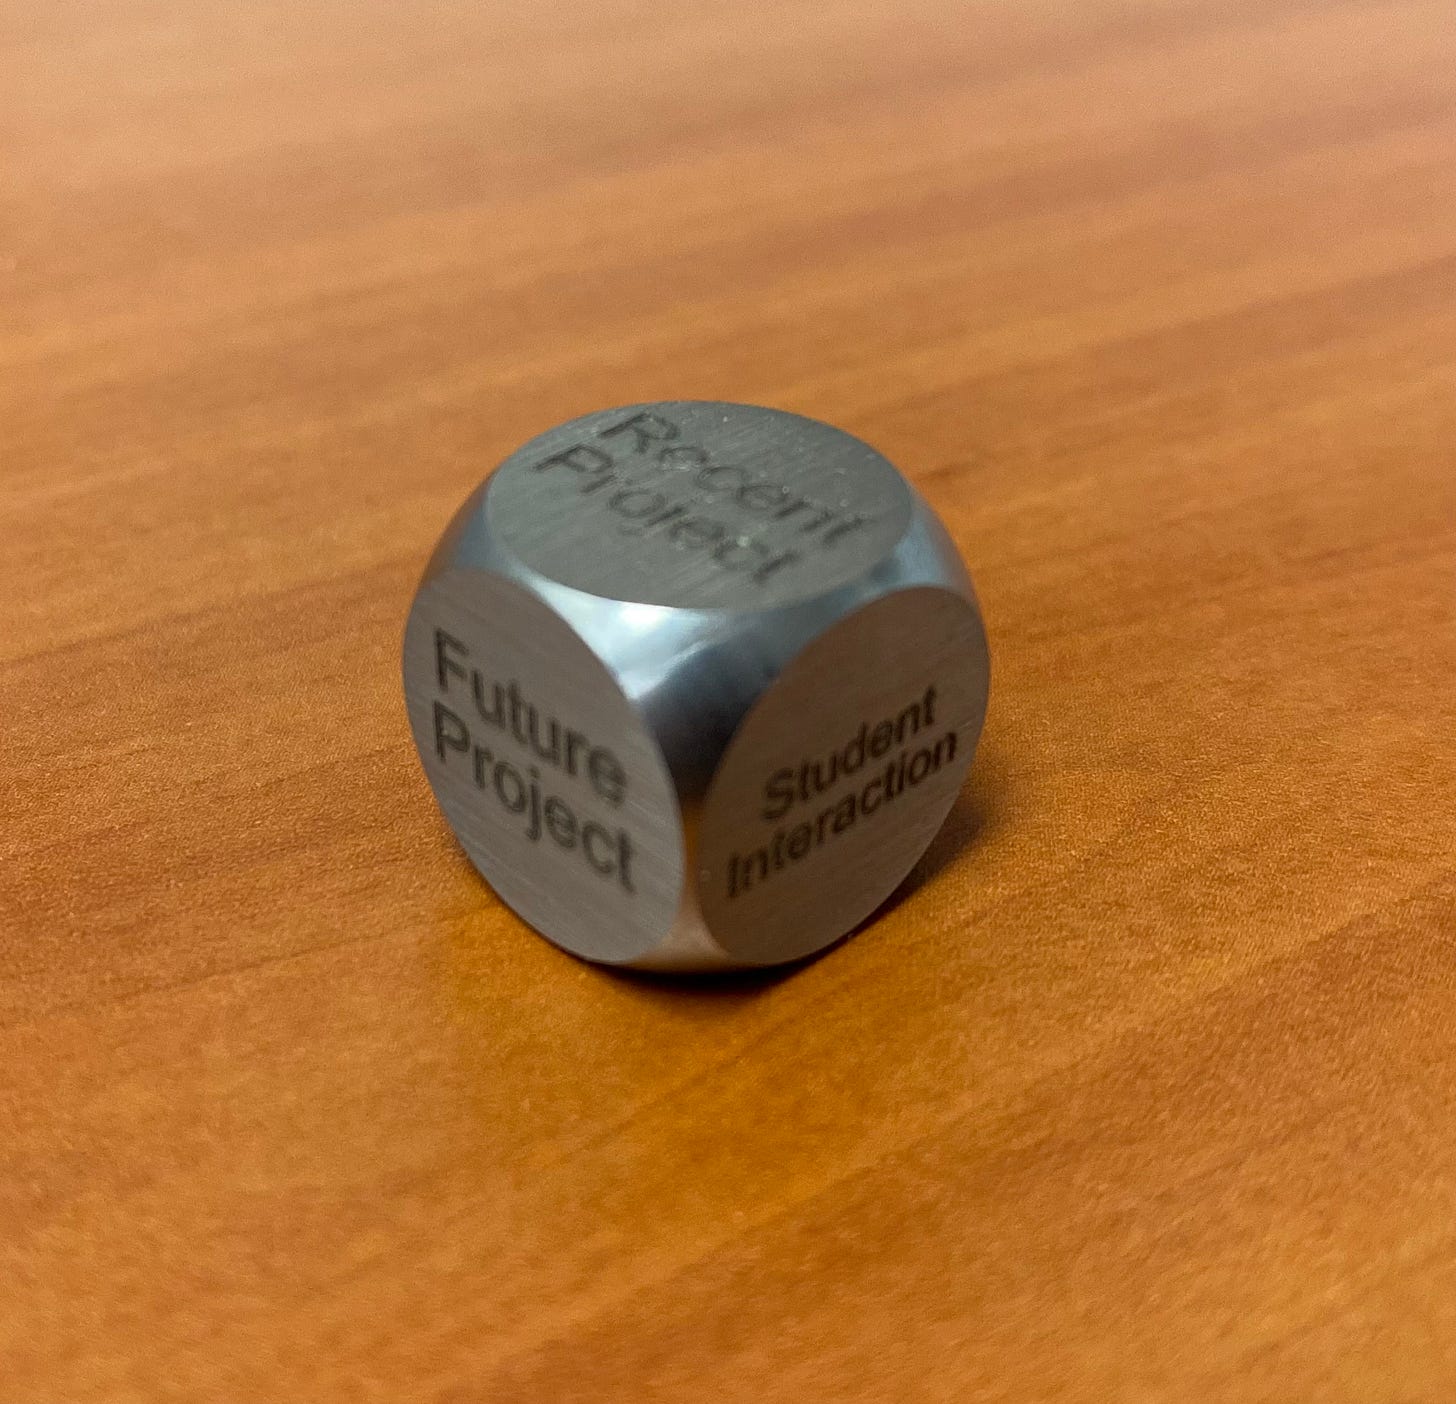 Recent
Project
Future
Project
Student
Interaction